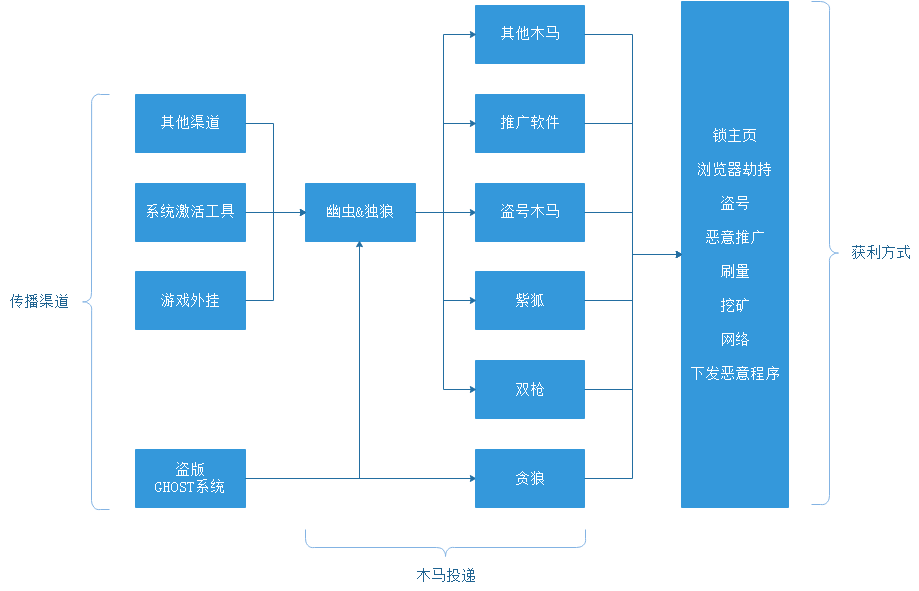 传播渠道
其他渠道
系统激活工具
游戏外挂
盗版
GHOST系统
幽虫&独狼
其他木马
推广软件
盗号木马
紫狐
双枪
贪狼
木马投递
锁主页
浏览器劫持
盗号
恶意推广
刷量
挖矿
网络
下发恶意程序
获利方式